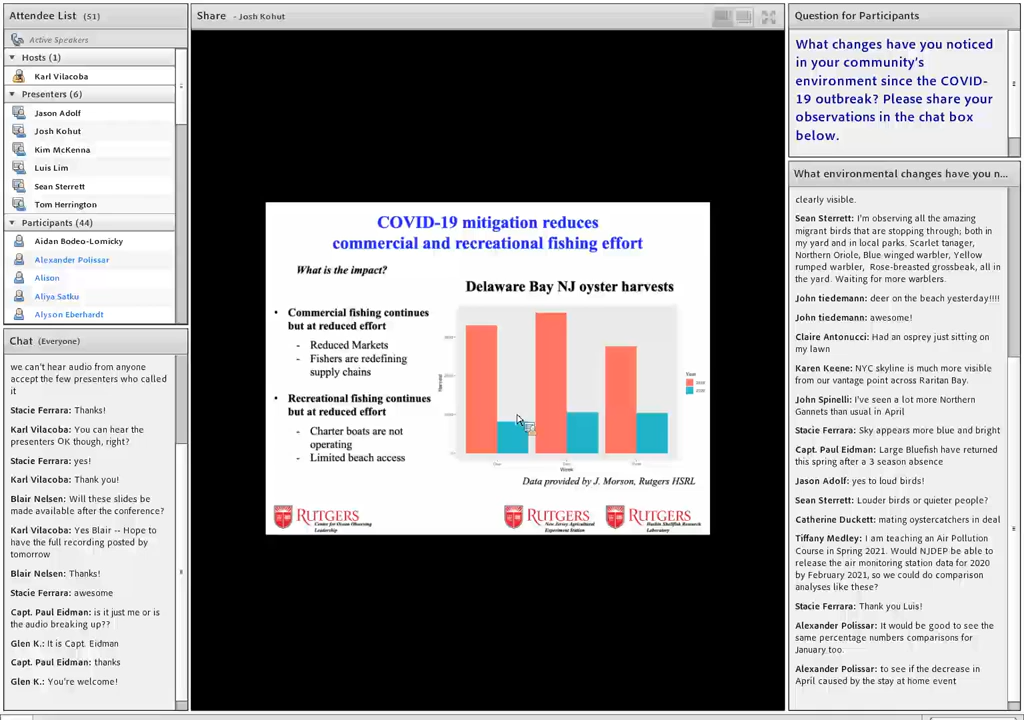 Attendee List (51)
Active Speakers
Hosts (1)
Karl Vilacoba
Presenters (6)
Jason Adolf
Josh Kohut
Kim McKenna
Luis Lim
Sean Sterrett
Tom Herrington
Participants (44)
Aidan Bodeo-Lomicky
Alexander Polissar
Alison
Aliya Satku
Alyson Eberhardt
Chat (Everyone)
we can't hear audio from anyone
accept the few presenters who called
it
Stacie Ferrara: Thanks!
Karl Vilacoba: You can hear the
presenters OK though, right?
Stacie Ferrara: yes!
Karl Vilacoba: Thank you!
Blair Nelsen: Will these slides be
made available after the conference?
Karl Vilacoba: Yes Blair -- Hope to
have the full recording posted by
tomorrow
Blair Nelsen: Thanks!
Stacie Ferrara: awesome
Capt. Paul Eidman: is it just me or is
the audio breaking up??
Glen K.: It is Capt. Eidman
Capt. Paul Eidman: thanks
Glen K.: You're welcome!
Share - Josh Kohut
COVID-19 mitigation reduces
commercial and recreational fishing effort
What is the impact?
• Commercial fishing continues
but at reduced effort
- Reduced Markets
- Fishers are redefining
supply chains
• Recreational fishing continues
but at reduced effort
- Charter boats are not
operating
- Limited beach access
Delaware Bay NJ oyster harvests
Week
Data provided by J. Morson, Rutgers HSRL
RUTGERS
Center for Ocean Observing
Leadership
RUTGERS
New Jersey Agricultural
Experiment Station
RUTGERS
Haskin Shellfish Research
Laboratory
Question for Participants
What changes have you noticed
in your community's
environment since the COVID-
19 outbreak? Please share your
observations in the chat box
below.
What environmental changes have you n...
clearly visible.
Sean Sterrett: I'm observing all the amazing
migrant birds that are stopping through; both in
my yard and in local parks. Scarlet tanager,
Northern Oriole, Blue winged warbler, Yellow
rumped warbler, Rose-breasted grossbeak, all in
the yard. Waiting for more warblers.
John tiedemann: deer on the beach yesterday!!!!
John tiedemann: awesome!
Claire Antonucci: Had an osprey just sitting on
my lawn
Karen Keene: NYC skyline is much more visible
from our vantage point across Raritan Bay.
John Spinelli: I've seen a lot more Northern
Gannets than usual in April
Stacie Ferrara: Sky appears more blue and bright
Capt. Paul Eidman: Large Bluefish have returned
this spring after a 3 season absence
Jason Adolf: yes to loud birds!
Sean Sterrett: Louder birds or quieter people?
Catherine Duckett: mating oystercatchers in deal
Tiffany Medley: I am teaching an Air Pollution
Course in Spring 2021. Would NJDEP be able to
release the air monitoring station data for 2020
by February 2021, so we could do comparison
analyses like these?
Stacie Ferrara: Thank you Luis!
Alexander Polissar: It would be good to see the
same percentage numbers comparisons for
January too.
Alexander Polissar: to see if the decrease in
April caused by the stay at home event